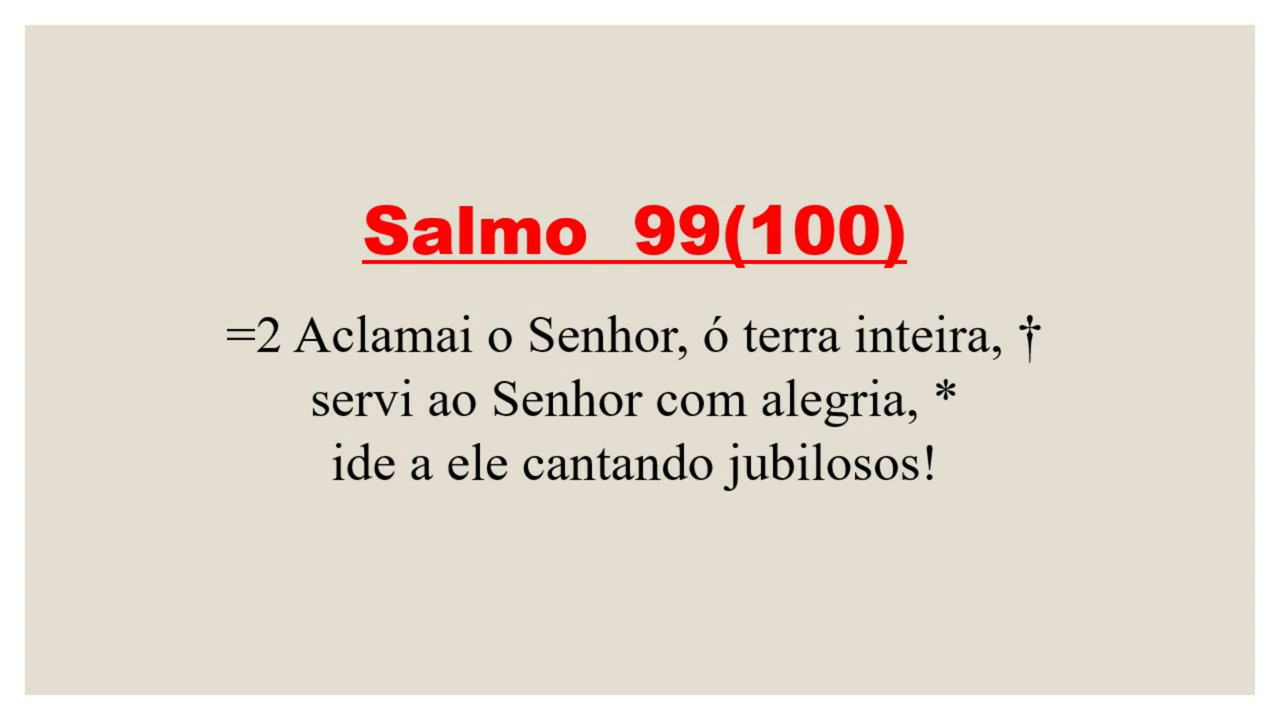 Salmo 99(100)
=2 Aclamai o Senhor, ó terra inteira, †
servi ao Senhor com alegria, *
ide a ele cantando jubilosos!